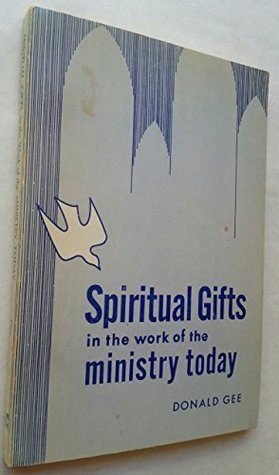 Spiritual Gifts
in the work of the
ministry today
DONALD GEE